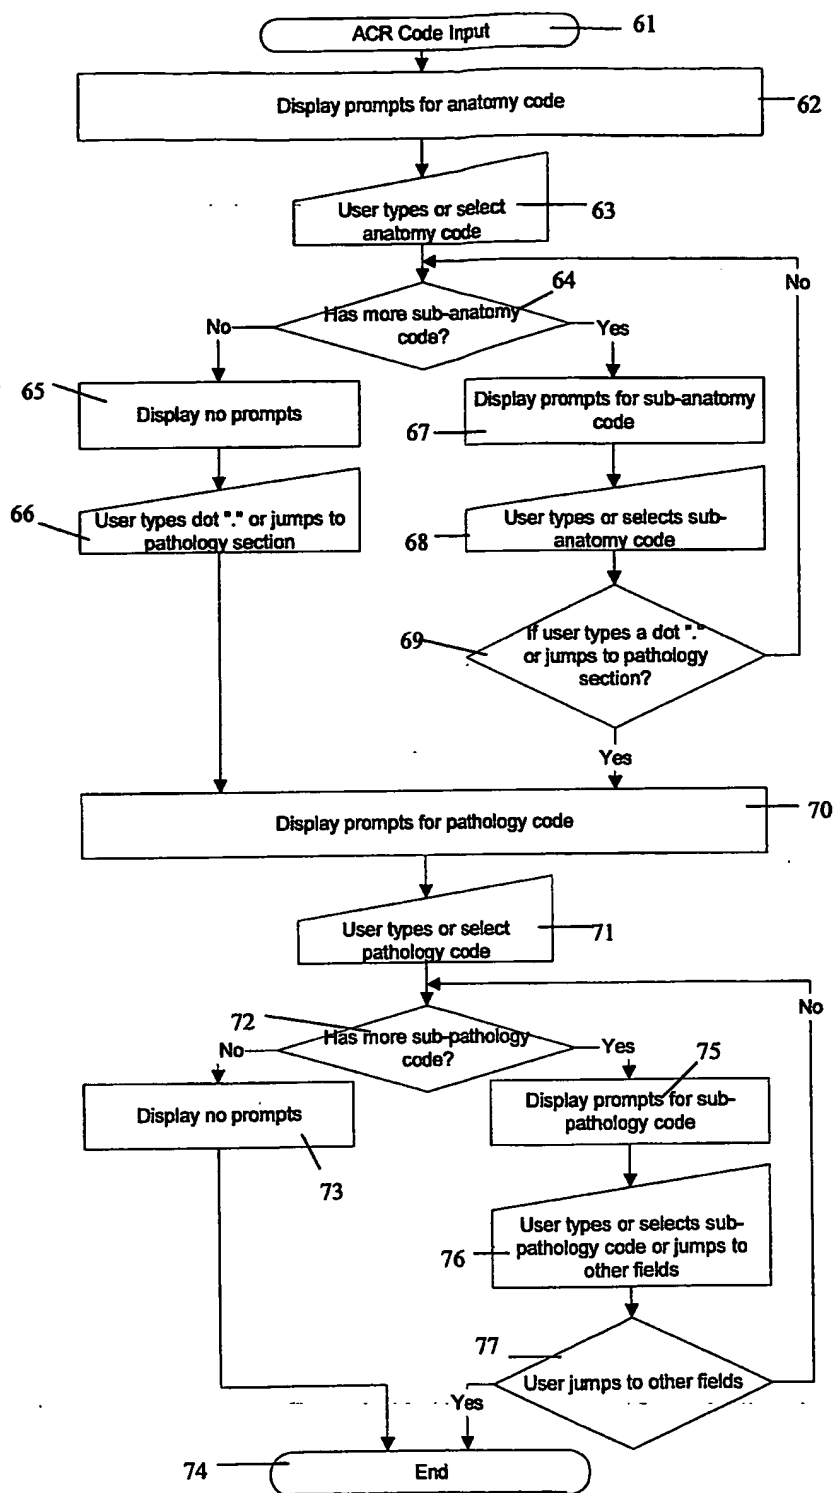 ACR Code Input
61
Display prompts for anatomy code
62
User types or select
anatomy code
63
No
64
Has more sub-anatomy
code?
No
Yes
65
Display no prompts
Display prompts for sub-anatomy
code
67
66
User types dot "." or jumps to
pathology section
User types or selects sub-
anatomy code
68
69
If user types a dot "."
or jumps to pathology
section?
Yes
Display prompts for pathology code
70
User types or select
pathology code
71
No
72
Has more sub-pathology
code?
No
Yes
75
Display no prompts
73
Display prompts for sub-
pathology code
User types or selects sub-
pathology code or jumps to
other fields
76
77
User jumps to other fields
Yes
74
End